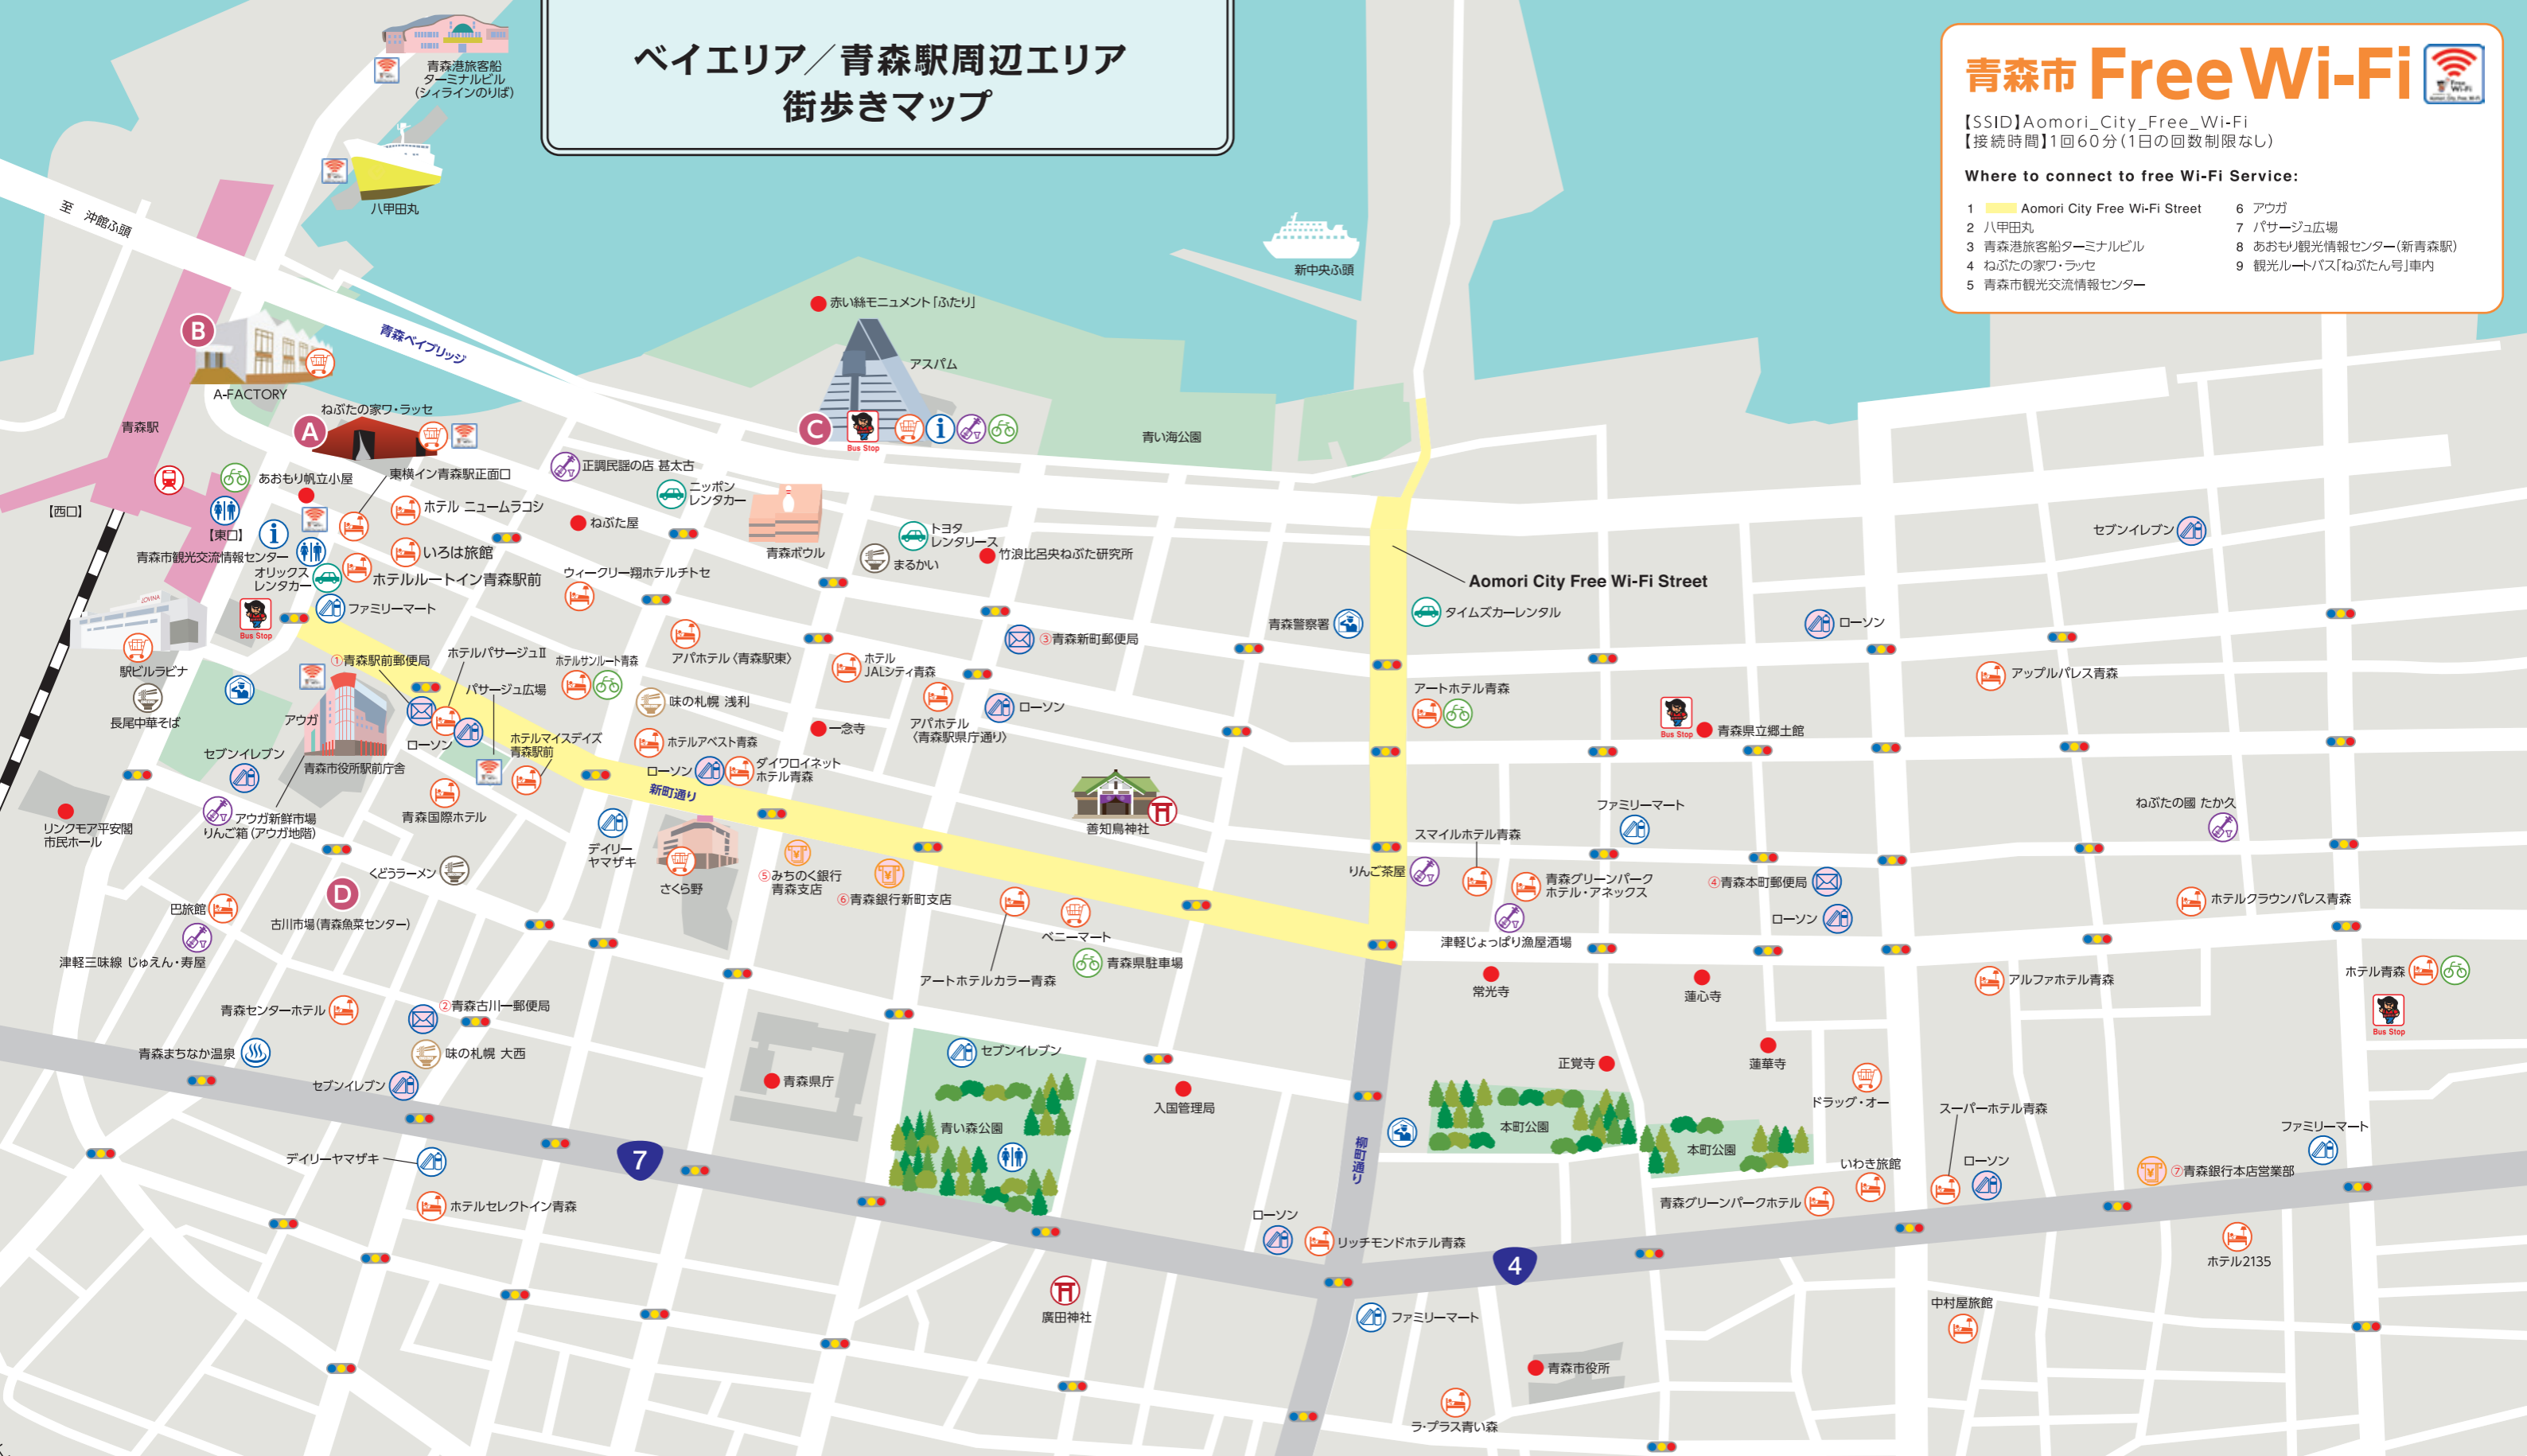 ベイエリア／青森駅周辺エリア
街歩きマップ
青森市 Free Wi-Fi
【SSID】Aomori_City_Free_Wi-Fi
【接続時間】1回60分(1日の回数制限なし)
Where to connect to free Wi-Fi Service:
1 Aomori City Free Wi-Fi Street
2 八甲田丸
3 青森港旅客船ターミナルビル
4 ねぶたの家ワ・ラッセ
5 青森市観光交流情報センター
6 アウガ
7 パサージュ広場
8 あおもり観光情報センター(新青森駅)
9 観光ルートバス「ねぶたん号」車内
青森港旅客船
ターミナルビル
(シィラインのりば)
八甲田丸
至 沖館ふ頭
新中央ふ頭
赤い絲モニュメント「ふたり」
青森ベイブリッジ
アスパム
B
A-FACTORY
ねぶたの家ワ・ラッセ
A
C
Bus Stop
青い海公園
青森駅
あおもり帆立小屋
東横イン青森駅正面口
正調民謡の店 甚太古
ニッポン
レンタカー
【西口】
【東口】
ホテル ニュームラコシ
ねぶた屋
青森ボウル
トヨタ
レンタリース
まるかい
竹浪比呂央ねぶた研究所
セブンイレブン
青森市観光交流情報センター
いろは旅館
オリックス
レンタカー
ホテルルートイン青森駅前
ウィークリー翔ホテルチトセ
Aomori City Free Wi-Fi Street
LOVINA
Bus Stop
ファミリーマート
青森警察署
タイムズカーレンタル
ローソン
③青森新町郵便局
駅ビルラビナ
①青森駅前郵便局
ホテルパサージュII
ホテルサンルート青森
アパホテル〈青森駅東〉
ホテル
JALシティ青森
アップルパレス青森
長尾中華そば
パサージュ広場
味の札幌 浅利
アートホテル青森
アウガ
ローソン
ホテルマイステイズ
青森駅前
ホテルアベスト青森
一念寺
アパホテル
〈青森駅県庁通り〉
ローソン
Bus Stop
青森県立郷土館
セブンイレブン
青森市役所駅前庁舎
ローソン
ダイワロイネット
ホテル青森
新町通り
リンクモア平安閣
市民ホール
アウガ新鮮市場
りんご箱(アウガ地階)
青森国際ホテル
デイリー
ヤマザキ
善知鳥神社
ファミリーマート
ねぶたの國 たか久
スマイルホテル青森
くどうラーメン
さくら野
⑤みちのく銀行
青森支店
⑥青森銀行新町支店
りんご茶屋
青森グリーンパーク
ホテル・アネックス
④青森本町郵便局
D
巴旅館
古川市場(青森魚菜センター)
ホテルクラウンパレス青森
ローソン
津軽三味線 じゅえん・寿屋
ベニーマート
津軽じょっぱり漁屋酒場
青森県駐車場
アートホテルカラー青森
常光寺
蓮心寺
アルファホテル青森
ホテル青森
Bus Stop
青森センターホテル
②青森古川一郵便局
青森まちなか温泉
味の札幌 大西
セブンイレブン
セブンイレブン
青森県庁
正覚寺
蓮華寺
入国管理局
ドラッグ・オー
スーパーホテル青森
青い森公園
本町公園
本町公園
ファミリーマート
柳町通り
デイリーヤマザキ
7
いわき旅館
ローソン
⑦青森銀行本店営業部
ホテルセレクトイン青森
青森グリーンパークホテル
ローソン
リッチモンドホテル青森
4
ホテル2135
廣田神社
ファミリーマート
中村屋旅館
青森市役所
ラ・プラス青い森